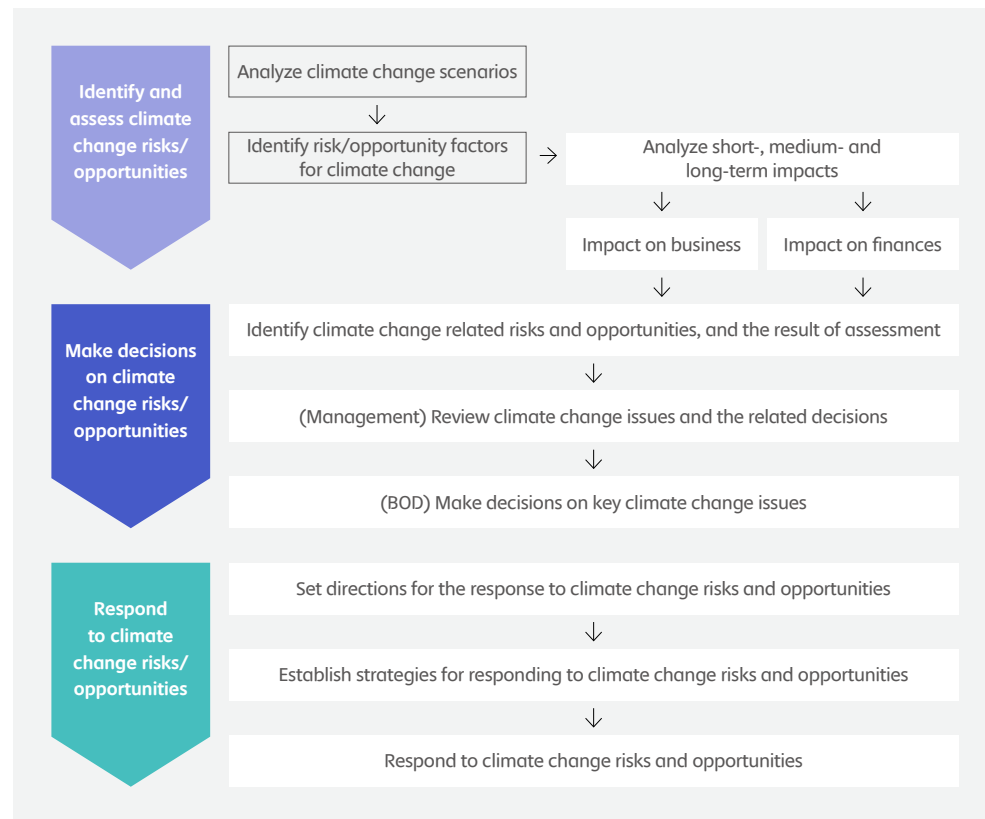 Identify and
assess climate
change risks/
opportunities
Analyze climate change scenarios
Identify risk/opportunity factors
for climate change
Analyze short-, medium- and
long-term impacts
Impact on business
Impact on finances
Make decisions
on climate
change risks/
opportunities
Identify climate change related risks and opportunities, and the result of assessment
(Management) Review climate change issues and the related decisions
(BOD) Make decisions on key climate change issues
Respond
to climate
change risks/
opportunities
Set directions for the response to climate change risks and opportunities
Establish strategies for responding to climate change risks and opportunities
Respond to climate change risks and opportunities